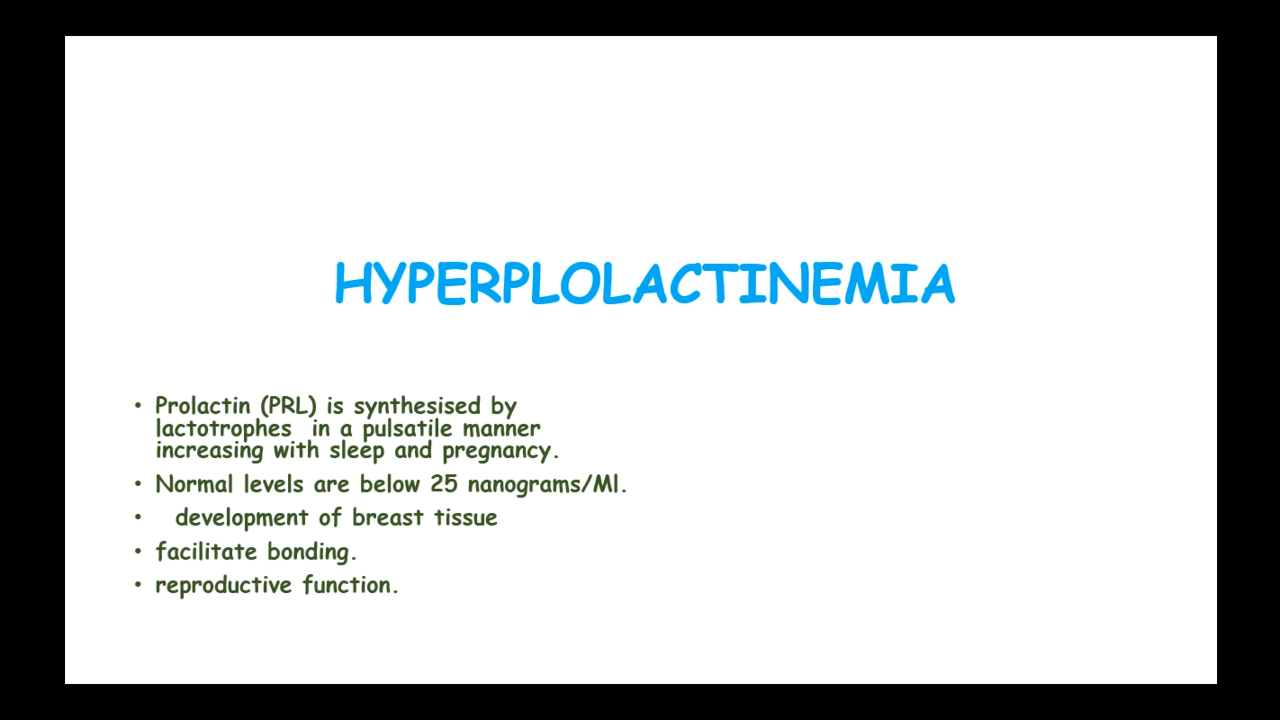 HYPERPLOLACTINEMIA
• Prolactin (PRL) is synthesised by
lactotrophes in a pulsatile manner
increasing with sleep and pregnancy.
• Normal levels are below 25 nanograms/Ml.
• development of breast tissue
• facilitate bonding.
• reproductive function.